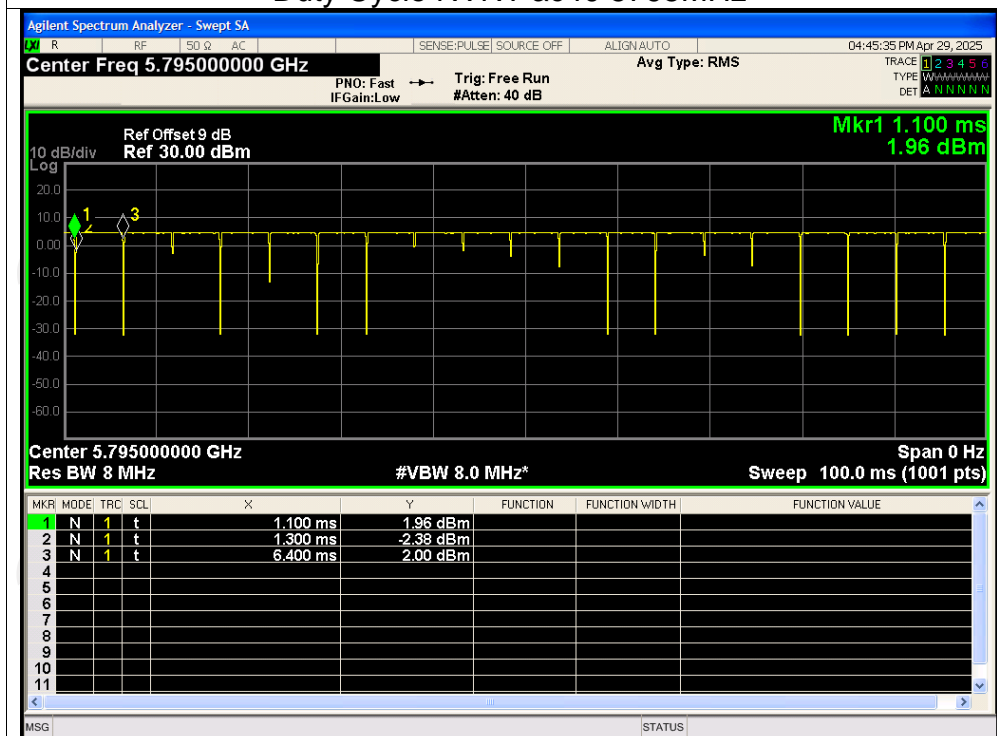 Agilent Spectrum Analyzer - Swept SA
LXI R RF 50 Ω AC SENSE:PULSE SOURCE OFF ALIGN AUTO 04:45:35 PM Apr 29, 2025
Center Freq 5.795000000 GHz Avg Type: RMS TRACE 1 2 3 4 5 6
PNO: Fast Trig: Free Run TYPE
IFGain:Low #Atten: 40 dB DET A N N N N N
Mkr1 1.100 ms
1.96 dBm
Ref Offset 9 dB
10 dB/div Ref 30.00 dBm
Log
20.0
10.0
0.00
-10.0
-20.0
-30.0
-40.0
-50.0
-60.0
1 2 3
Center 5.795000000 GHz Span 0 Hz
Res BW 8 MHz #VBW 8.0 MHz* Sweep 100.0 ms (1001 pts)
MKR MODE TRC SCL X Y FUNCTION FUNCTION WIDTH FUNCTION VALUE
1 N 1 t 1.100 ms 1.96 dBm
2 N 1 t 1.300 ms -2.38 dBm
3 N 1 t 6.400 ms 2.00 dBm
4
5
6
7
8
9
10
11
MSG STATUS